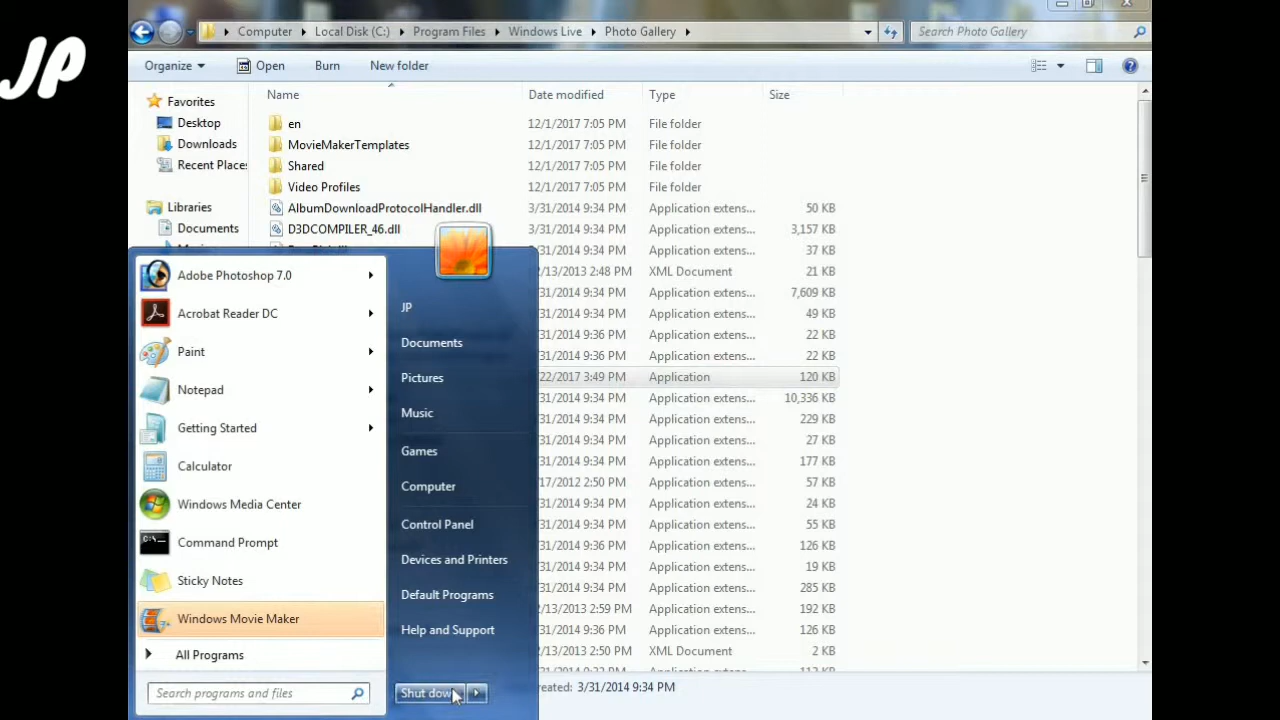 JP
Computer Local Disk (C:) Program Files Windows Live Photo Gallery Search Photo Gallery
Organize Open Burn New folder
Favorites
Desktop
Downloads
Recent Places
Libraries
Documents
Name Date modified Type Size
en 12/1/2017 7:05 PM File folder
MovieMakerTemplates 12/1/2017 7:05 PM File folder
Shared 12/1/2017 7:05 PM File folder
Video Profiles 12/1/2017 7:05 PM File folder
AlbumDownloadProtocolHandler.dll 3/31/2014 9:34 PM Application extens... 50 KB
D3DCOMPILER_46.dll 3/31/2014 9:34 PM Application extens... 3,157 KB
31/2014 9:34 PM Application extens... 37 KB
2/13/2013 2:48 PM XML Document 21 KB
31/2014 9:34 PM Application extens... 7,609 KB
31/2014 9:34 PM Application extens... 49 KB
31/2014 9:36 PM Application extens... 22 KB
31/2014 9:36 PM Application extens... 22 KB
22/2017 3:49 PM Application 120 KB
31/2014 9:34 PM Application extens... 10,336 KB
31/2014 9:34 PM Application extens... 229 KB
31/2014 9:34 PM Application extens... 27 KB
31/2014 9:34 PM Application extens... 177 KB
17/2012 2:50 PM Application extens... 57 KB
31/2014 9:34 PM Application extens... 24 KB
31/2014 9:34 PM Application extens... 55 KB
31/2014 9:36 PM Application extens... 126 KB
31/2014 9:34 PM Application extens... 19 KB
31/2014 9:34 PM Application extens... 285 KB
2/13/2013 2:59 PM Application extens... 192 KB
31/2014 9:36 PM Application extens... 126 KB
2/13/2013 2:50 PM XML Document 2 KB
reated: 3/31/2014 9:34 PM
Adobe Photoshop 7.0
Acrobat Reader DC
Paint
Notepad
Getting Started
Calculator
Windows Media Center
Command Prompt
Sticky Notes
Windows Movie Maker
All Programs
Search programs and files
JP
Documents
Pictures
Music
Games
Computer
Control Panel
Devices and Printers
Default Programs
Help and Support
Shut down